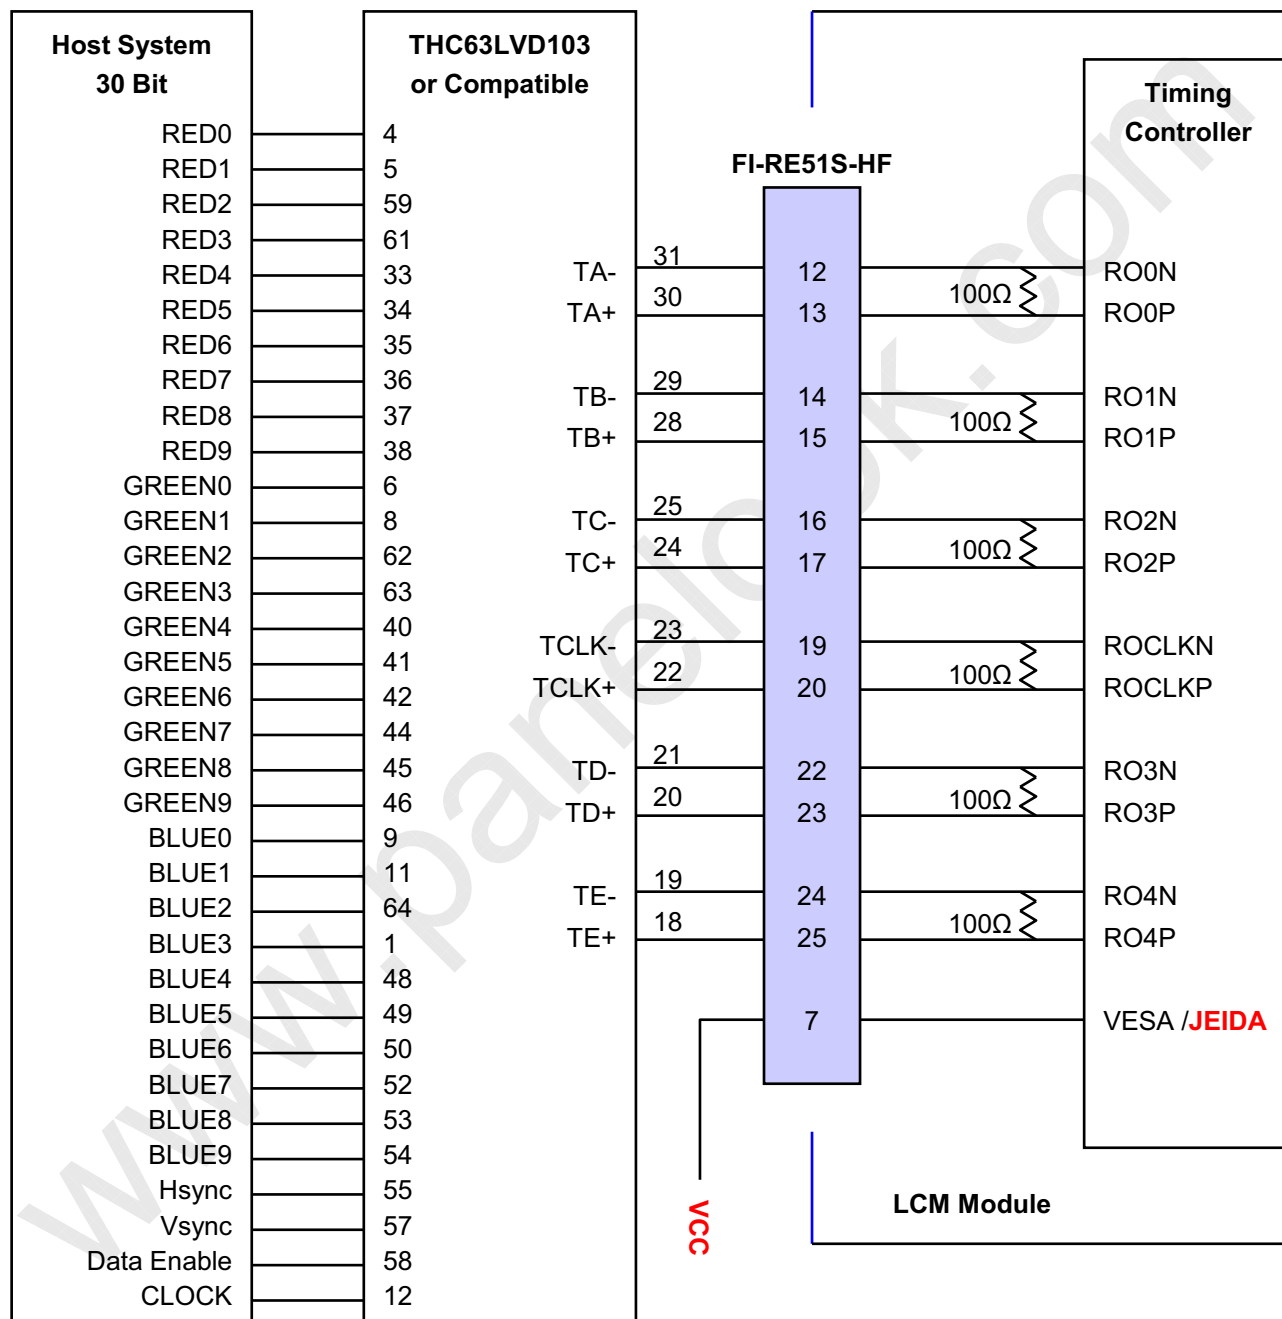 Host System
30 Bit
RED0
RED1
RED2
RED3
RED4
RED5
RED6
RED7
RED8
RED9
GREEN0
GREEN1
GREEN2
GREEN3
GREEN4
GREEN5
GREEN6
GREEN7
GREEN8
GREEN9
BLUE0
BLUE1
BLUE2
BLUE3
BLUE4
BLUE5
BLUE6
BLUE7
BLUE8
BLUE9
Hsync
Vsync
Data Enable
CLOCK
THC63LVD103
or Compatible
4
5
59
61
33
34
35
36
37
38
6
8
62
63
40
41
42
44
45
46
9
11
64
1
48
49
50
52
53
54
55
57
58
12
TA-
TA+
TB-
TB+
TC-
TC+
TCLK-
TCLK+
TD-
TD+
TE-
TE+
31
30
29
28
25
24
23
22
21
20
19
18
FI-RE51S-HF
12
13
14
15
16
17
19
20
22
23
24
25
7
VCC
100Ω
100Ω
100Ω
100Ω
100Ω
100Ω
Timing
Controller
RO0N
RO0P
RO1N
RO1P
RO2N
RO2P
ROCLKN
ROCLKP
RO3N
RO3P
RO4N
RO4P
VESA /JEIDA
LCM Module
www.panelook.com